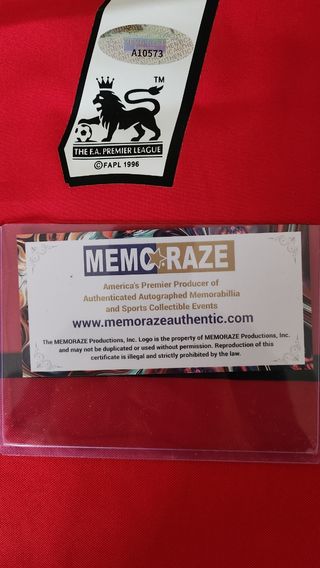 A10573
THE F.A. PREMIER LEAGUE
©FAPL 1996
MEMORAZE
America's Premier Producer of
Authenticated Autographed Memorabillia
and Sports Collectible Events
www.memorazeauthentic.com
The MEMORAZE Productions, Inc. Logo is the property of MEMORAZE Productions, Inc.
and may not be duplicated or used without permission. Reproduction of this
certificate is illegal and strictly prohibited by the law.